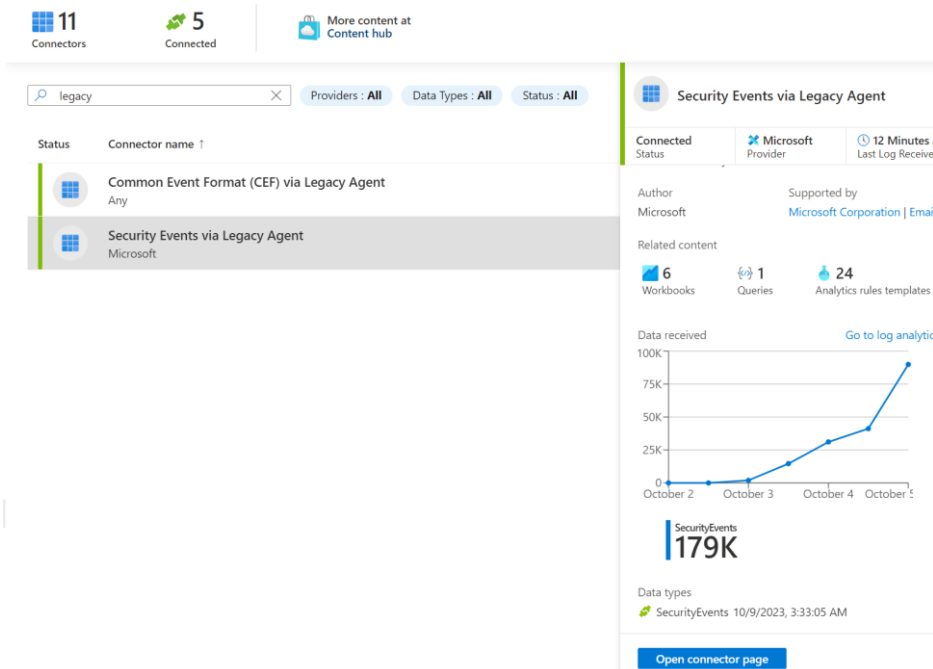 11
Connectors
5
Connected
More content at
Content hub
legacy
Providers : All
Data Types : All
Status : All
Status
Connector name ↑
Common Event Format (CEF) via Legacy Agent
Any
Security Events via Legacy Agent
Microsoft
Security Events via Legacy Agent
Connected
Status
Microsoft
Provider
12 Minutes
Last Log Receive
Author
Microsoft
Supported by
Microsoft Corporation | Emai
Related content
6
Workbooks
1
Queries
24
Analytics rules templates
Data received
Go to log analytic
100K
75K
50K
25K
0
October 2
October 3
October 4
October 5
SecurityEvents
179K
Data types
SecurityEvents 10/9/2023, 3:33:05 AM
Open connector page